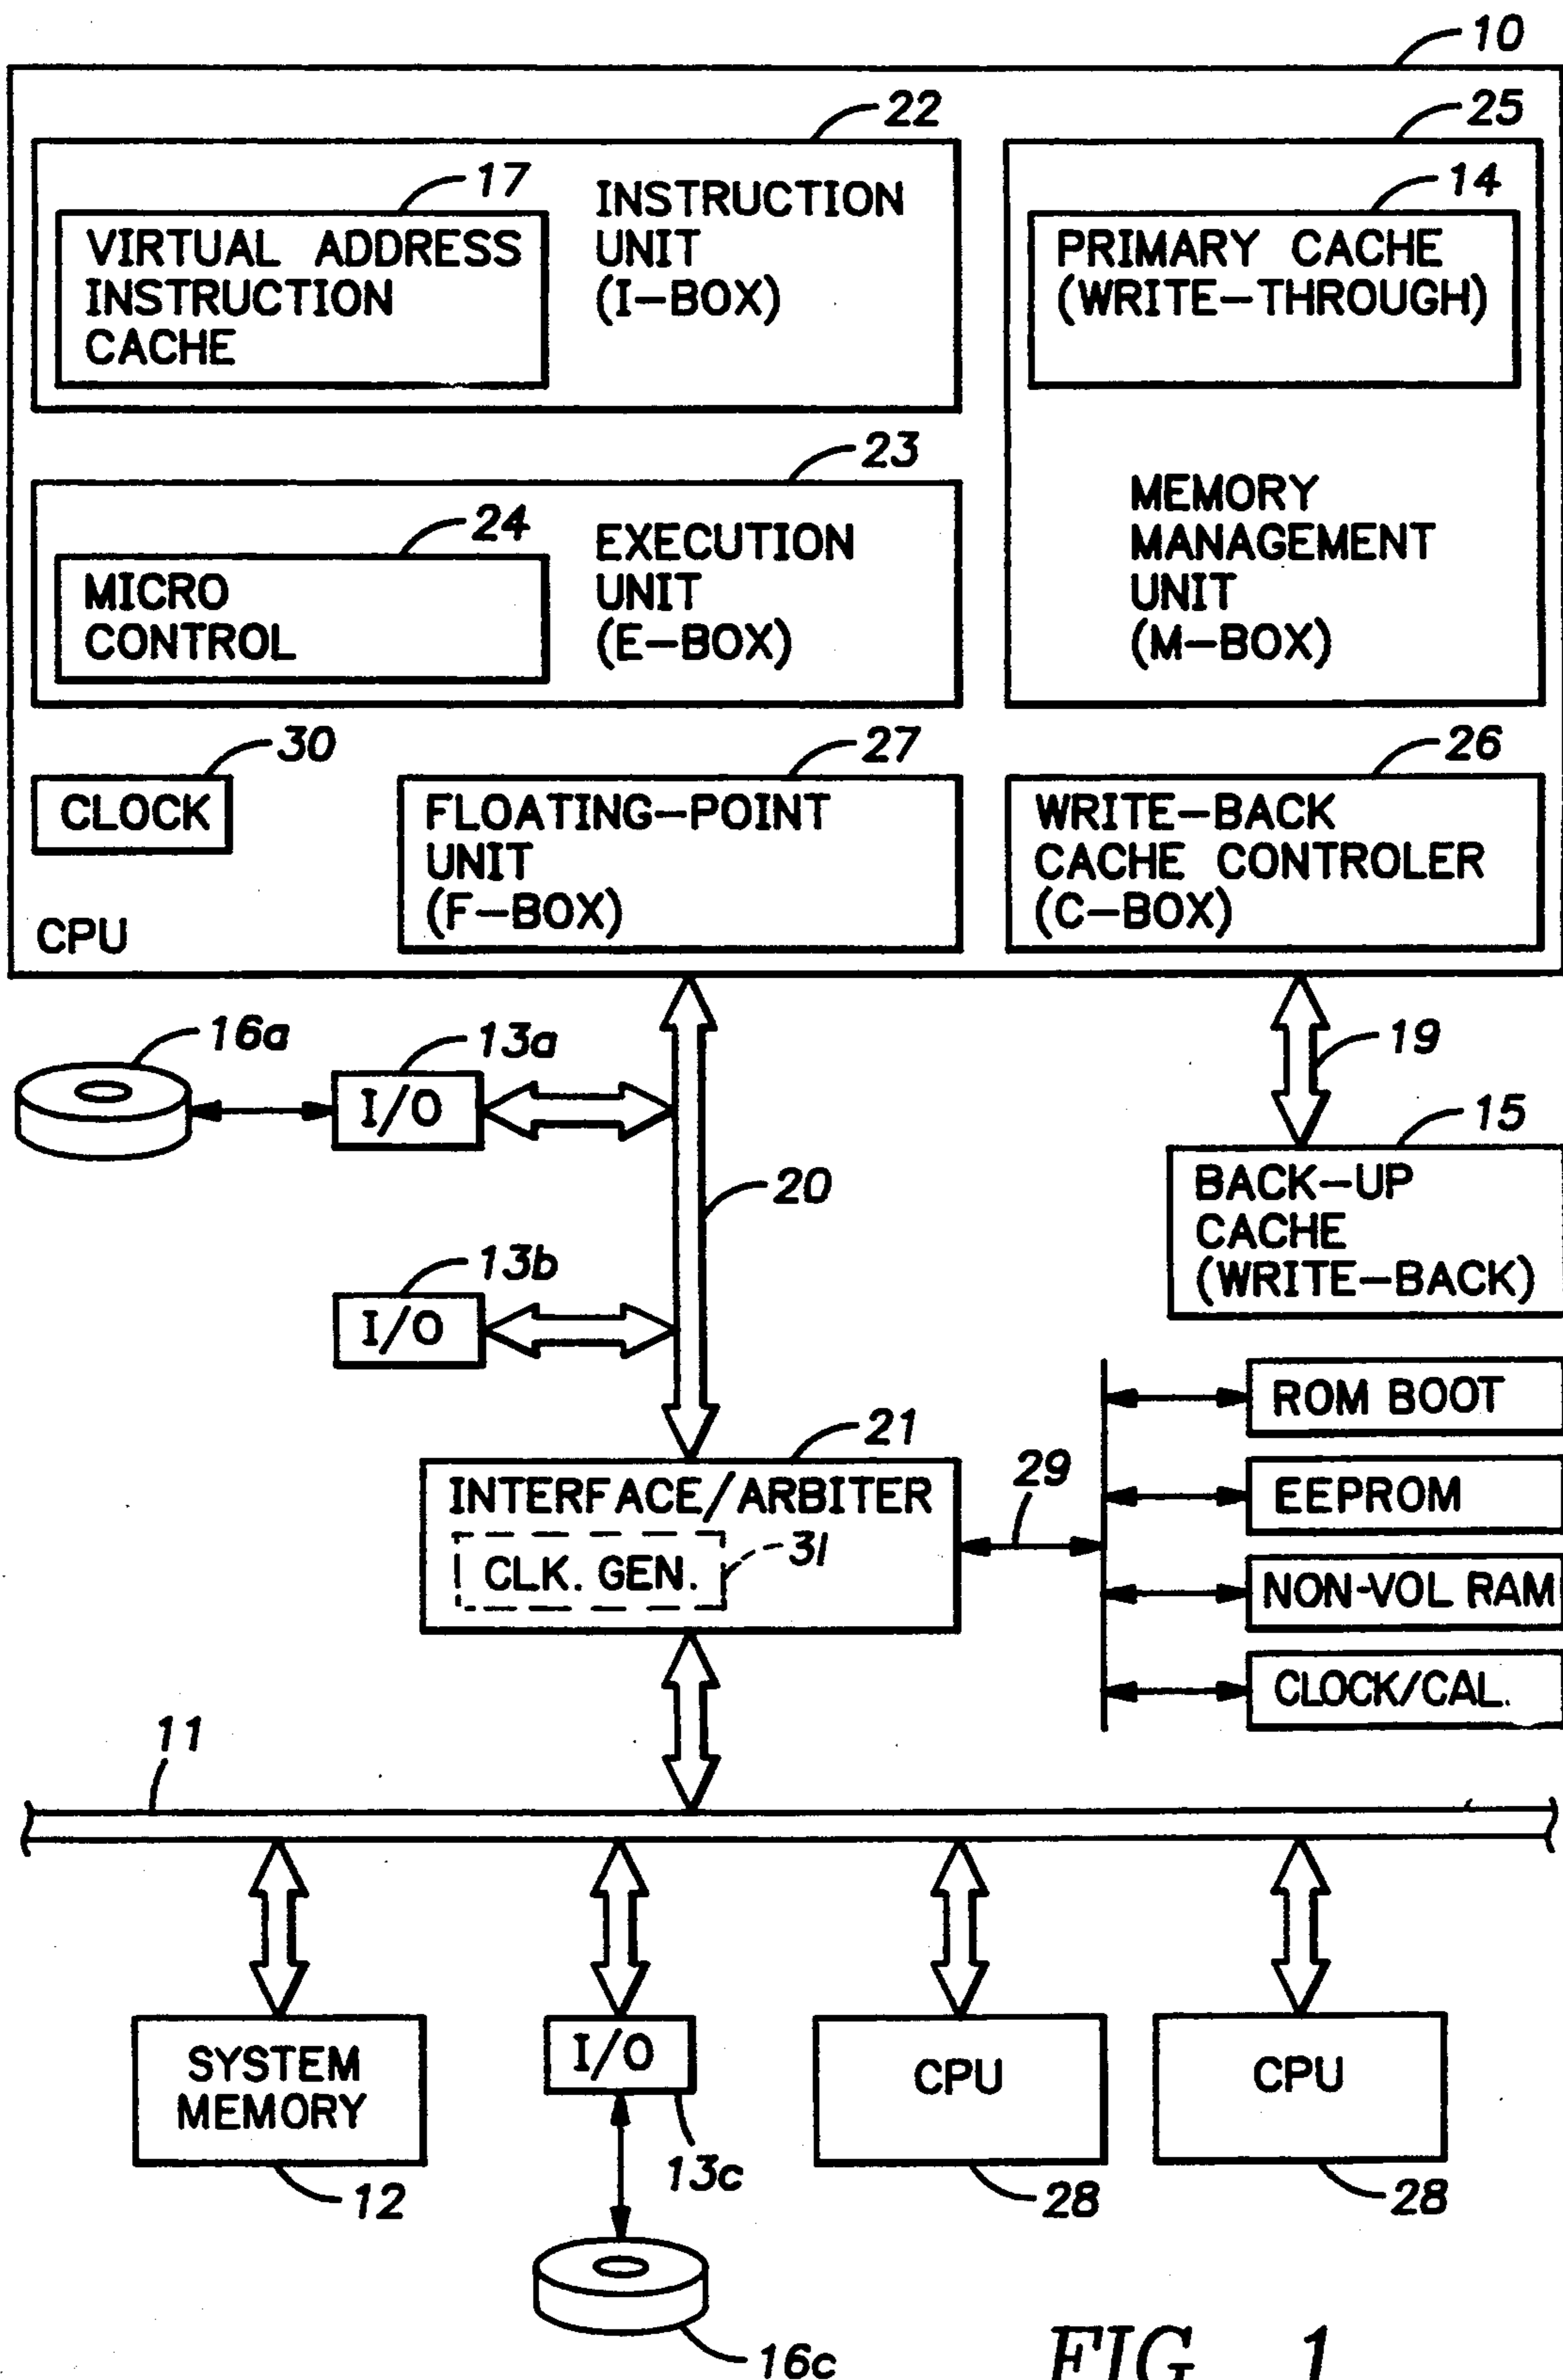 10
22
25
17
14
INSTRUCTION
UNIT
(I-BOX)
VIRTUAL ADDRESS
INSTRUCTION
CACHE
PRIMARY CACHE
(WRITE-THROUGH)
23
24
EXECUTION
UNIT
(E-BOX)
MICRO
CONTROL
MEMORY
MANAGEMENT
UNIT
(M-BOX)
30
27
26
CLOCK
FLOATING-POINT
UNIT
(F-BOX)
WRITE-BACK
CACHE CONTROLER
(C-BOX)
CPU
16a
13a
19
I/O
15
20
BACK-UP
CACHE
(WRITE-BACK)
13b
I/O
ROM BOOT
21
29
INTERFACE/ARBITER
EEPROM
31
CLK. GEN.
NON-VOL RAM
CLOCK/CAL.
11
SYSTEM
MEMORY
I/O
CPU
CPU
12
13c
28
28
16c
FIG. 1